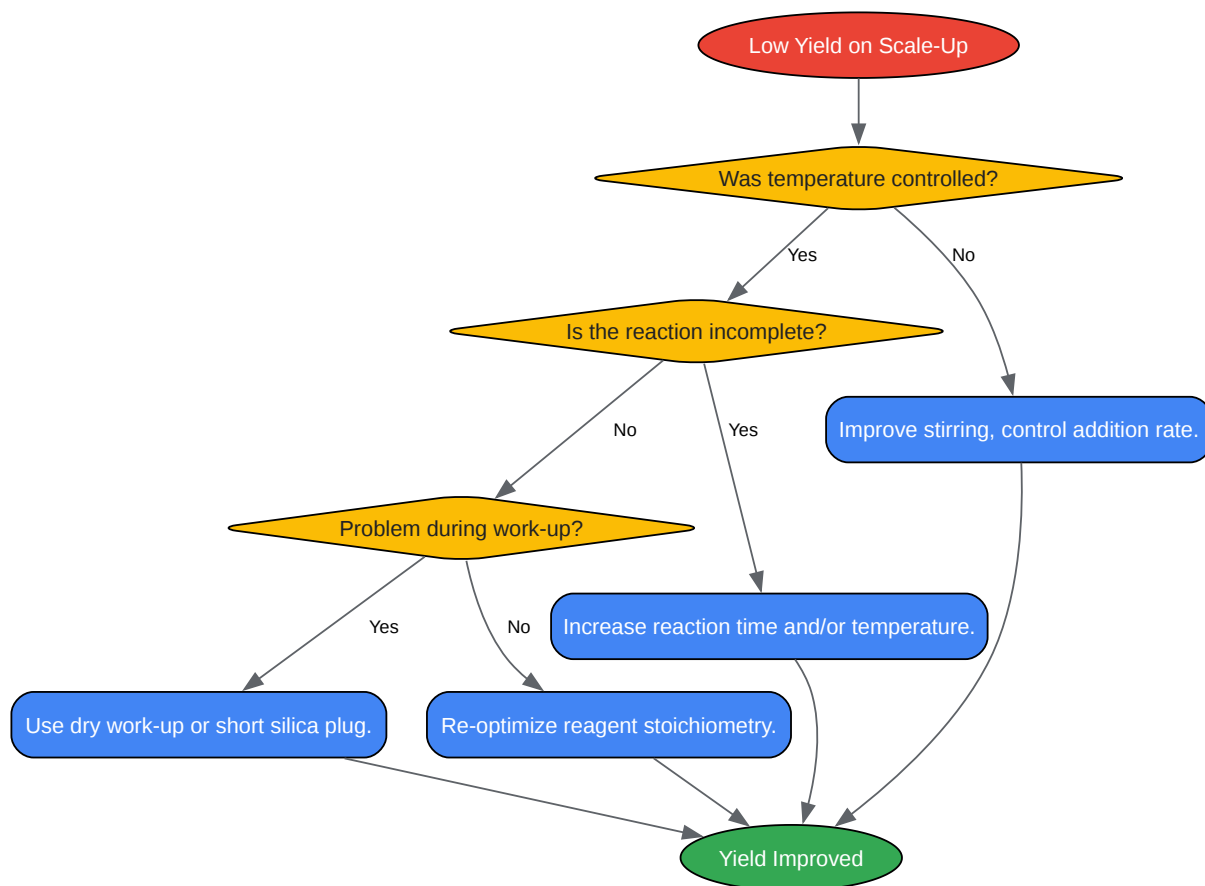 Low Yield on Scale-Up
Was temperature controlled?
Yes
No
Is the reaction incomplete?
Improve stirring, control addition rate.
No
Yes
Problem during work-up?
Yes
No
Increase reaction time and/or temperature.
Use dry work-up or short silica plug.
Re-optimize reagent stoichiometry.
Yield Improved